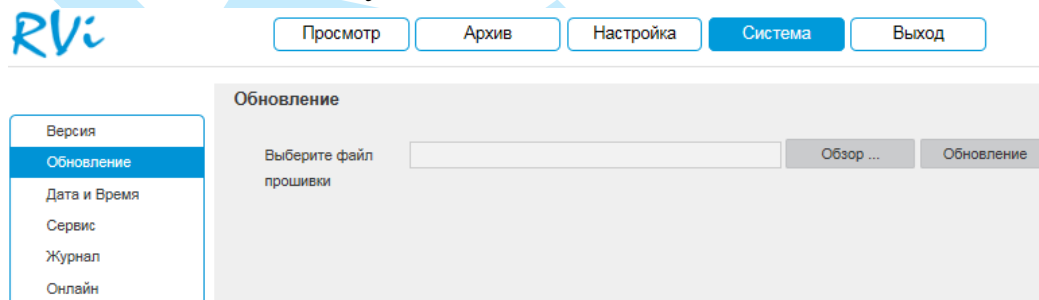 RVi
Просмотр Архив Настройка Система Выход
Обновление
Версия
Обновление
Дата и Время
Сервис
Журнал
Онлайн
Выберите файл
прошивки
Обзор ...
Обновление